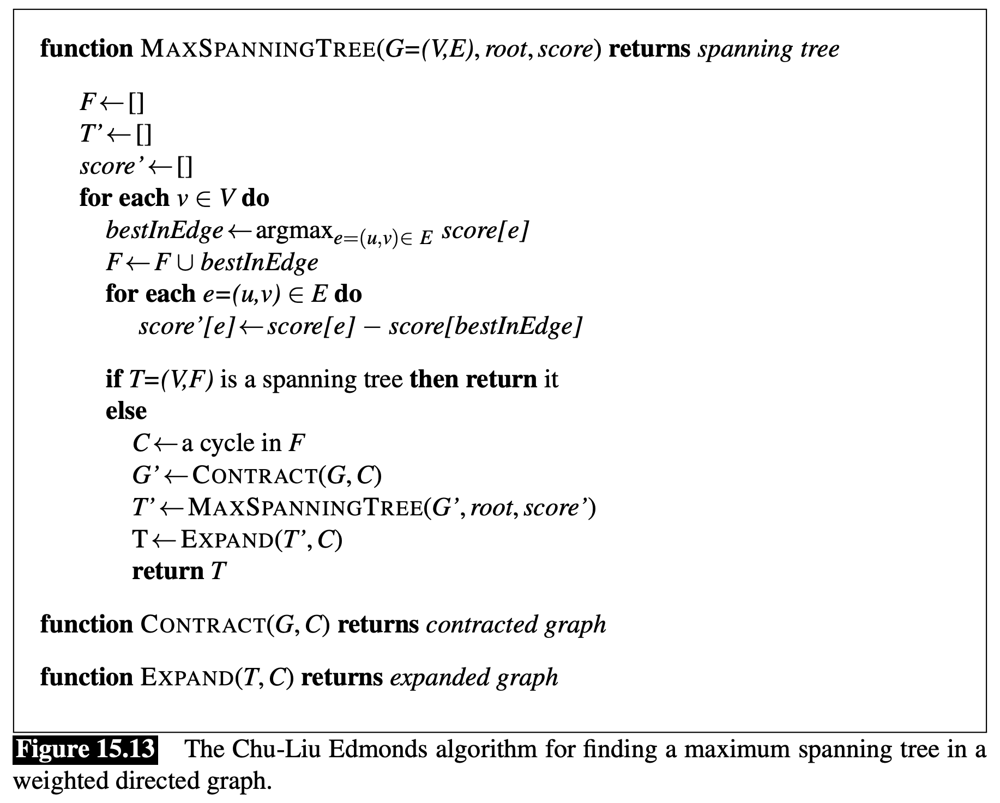 function MAXSPANNINGTREE(G=(V,E), root, score) returns spanning tree
F←[]
T’←[]
score’←[]
for each v ∈ V do
bestInEdge←argmax e=(u,v)∈ E score[e]
F←F ∪ bestInEdge
for each e=(u,v) ∈ E do
score’[e]←score[e] − score[bestInEdge]
if T=(V,F) is a spanning tree then return it
else
C←a cycle in F
G’←CONTRACT(G, C)
T’←MAXSPANNINGTREE(G’, root, score’)
T←EXPAND(T’, C)
return T
function CONTRACT(G, C) returns contracted graph
function EXPAND(T, C) returns expanded graph
Figure 15.13 The Chu-Liu Edmonds algorithm for finding a maximum spanning tree in a
weighted directed graph.